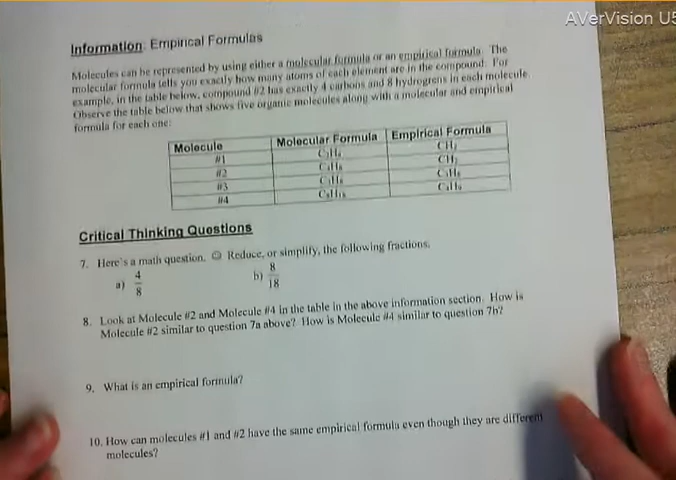 AVerVision U5
Information: Empirical Formulas
Molecules can be represented by using either a molecular formula or an empirical formula. The
molecular formula tells you exactly how many atoms of each element are in the compound. For
example, in the table below, compound #2 has exactly 4 carbons and 8 hydrogrens in each molecule.
Observe the table below that shows five organic molecules along with a molecular and empirical
formula for each one:
Molecule Molecular Formula Empirical Formula
#1
#2
#3
#4
Critical Thinking Questions
7. Here's a math question. ☺ Reduce, or simplify, the following fractions.
a) 4/8 b) 8/18
8. Look at Molecule #2 and Molecule #4 in the table in the above information section. How is
Molecule #2 similar to question 7a above? How is Molecule #4 similar to question 7b?
9. What is an empirical formula?
10. How can molecules #1 and #2 have the same empirical formula even though they are different
molecules?